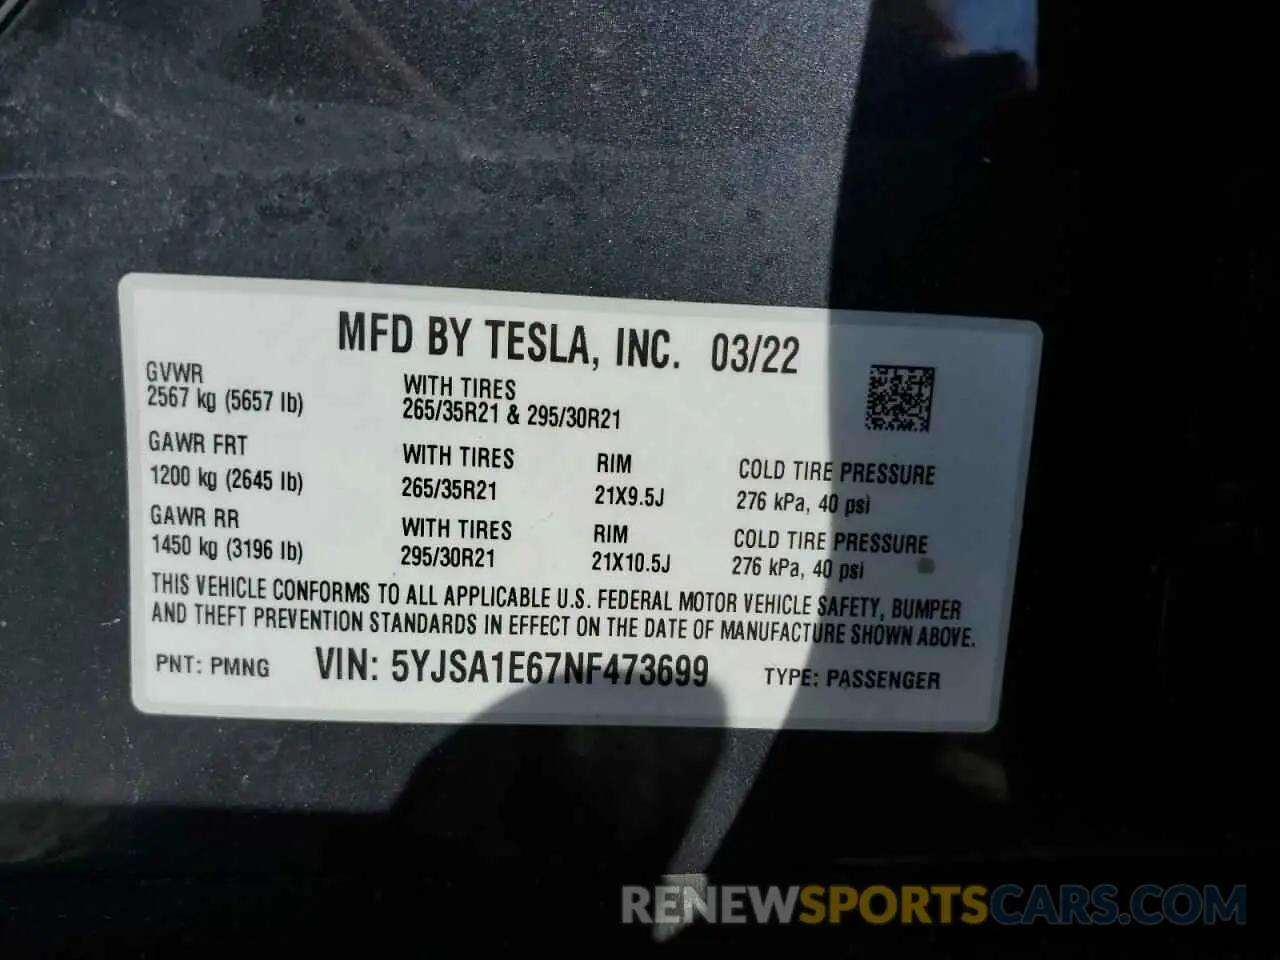 MFD BY TESLA, INC. 03/22
GVWR
2567 kg (5657 lb)
WITH TIRES
265/35R21 & 295/30R21
GAWR FRT WITH TIRES RIM COLD TIRE PRESSURE
1200 kg (2645 lb) 265/35R21 21X9.5J 276 kPa, 40 psi
GAWR RR WITH TIRES RIM COLD TIRE PRESSURE
1450 kg (3196 lb) 295/30R21 21X10.5J 276 kPa, 40 psi
THIS VEHICLE CONFORMS TO ALL APPLICABLE U.S. FEDERAL MOTOR VEHICLE SAFETY, BUMPER
AND THEFT PREVENTION STANDARDS IN EFFECT ON THE DATE OF MANUFACTURE SHOWN ABOVE.
PNT: PMNG VIN: 5YJSA1E67NF473699 TYPE: PASSENGER
RENEWSPORTSCARS.COM